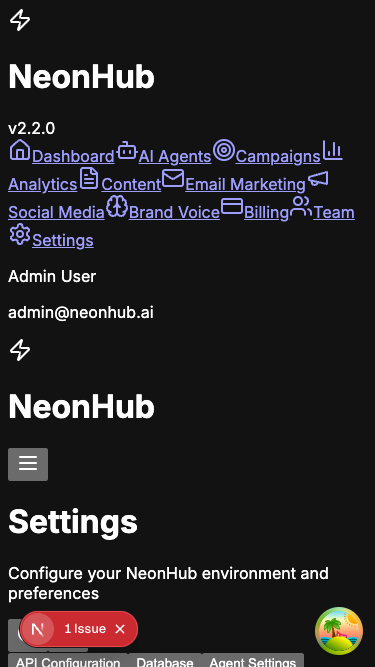 NeonHub
v2.2.0
Dashboard AI Agents Campaigns
Analytics Content Email Marketing
Social Media Brand Voice Billing Team
Settings
Admin User
admin@neonhub.ai
NeonHub
Settings
Configure your NeonHub environment and
preferences
N 1 Issue
API Configuration Database Agent Settings